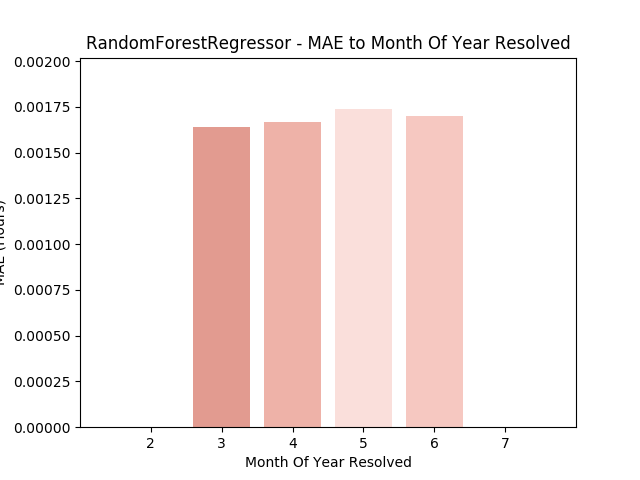 RandomForestRegressor - MAE to Month Of Year Resolved
0.00200
0.00175
0.00150
0.00125
0.00100
0.00075
0.00050
0.00025
0.00000
MAE (Hours)
2 3 4 5 6 7
Month Of Year Resolved